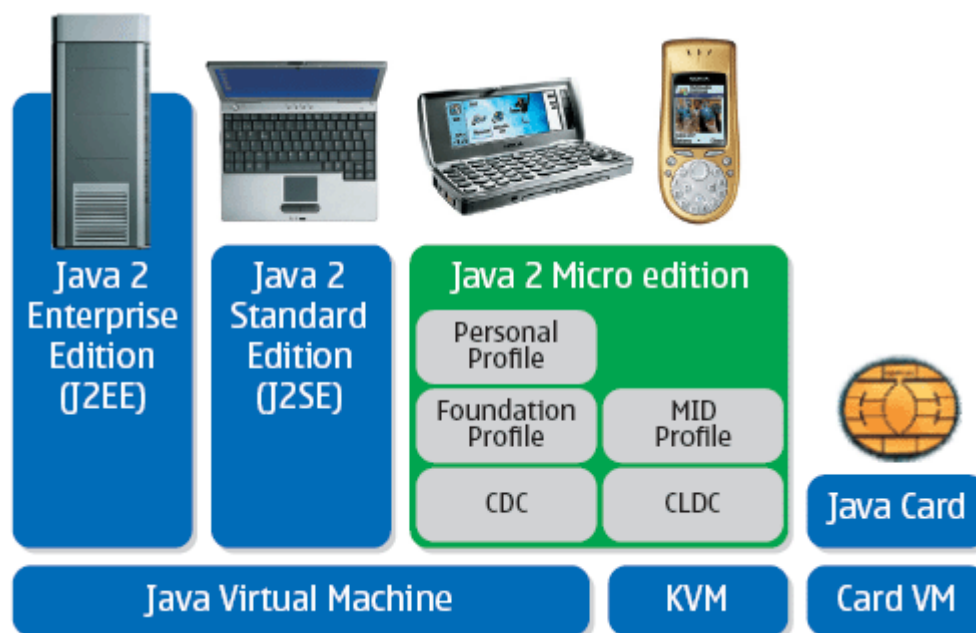 NOKIA
Java 2
Enterprise
Edition
(J2EE)
Java 2
Standard
Edition
(J2SE)
Java 2 Micro edition
Personal
Profile
Foundation
Profile
MID
Profile
CDC
CLDC
Java Card
Java Virtual Machine
KVM
Card VM